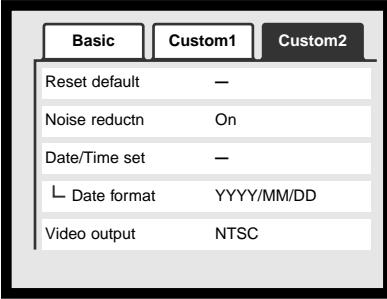 Basic Custom1 Custom2
Reset default —
Noise reductn On
Date/Time set —
Date format YYYY/MM/DD
Video output NTSC